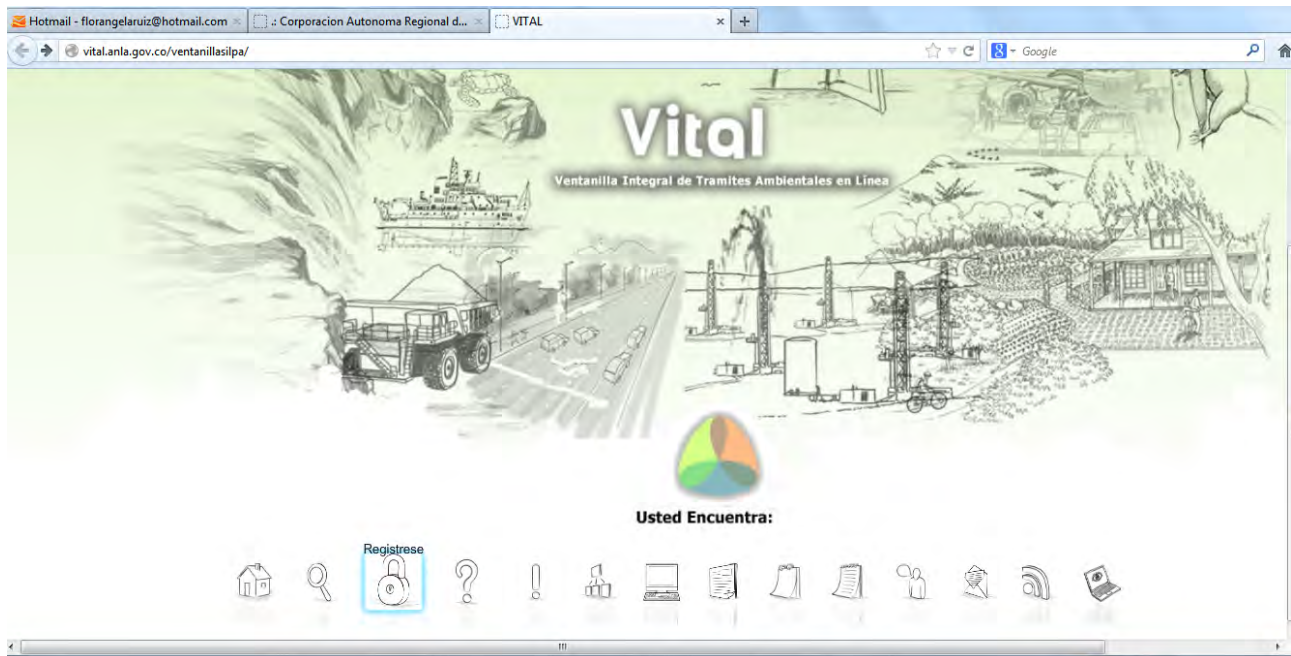 Hotmail - florangelaruiz@hotmail.com
.: Corporacion Autonoma Regional d...
VITAL
vital.anla.gov.co/ventanillasilpa/
Google
Vital
Ventanilla Integral de Tramites Ambientales en Línea
Usted Encuentra:
Registrese